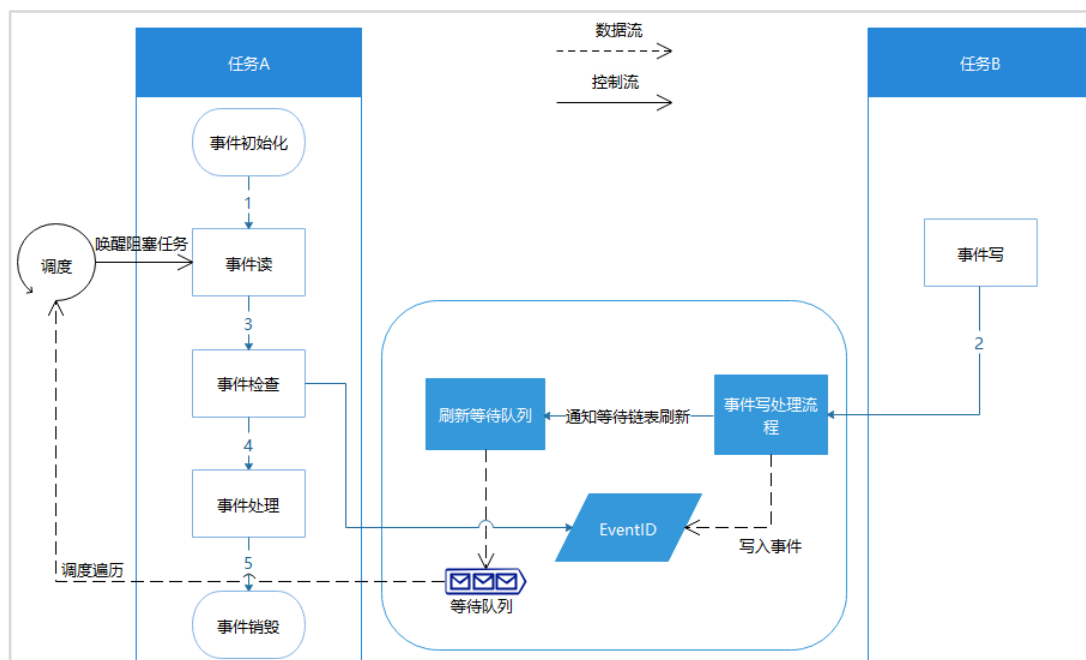 数据流
任务A
任务B
控制流
事件初始化
1
唤醒阻塞任务
调度
事件读
事件写
3
2
事件检查
刷新等待队列
通知等待链表刷新
事件写处理流
程
4
事件处理
EventID
写入事件
调度遍历
5
等待队列
事件销毁